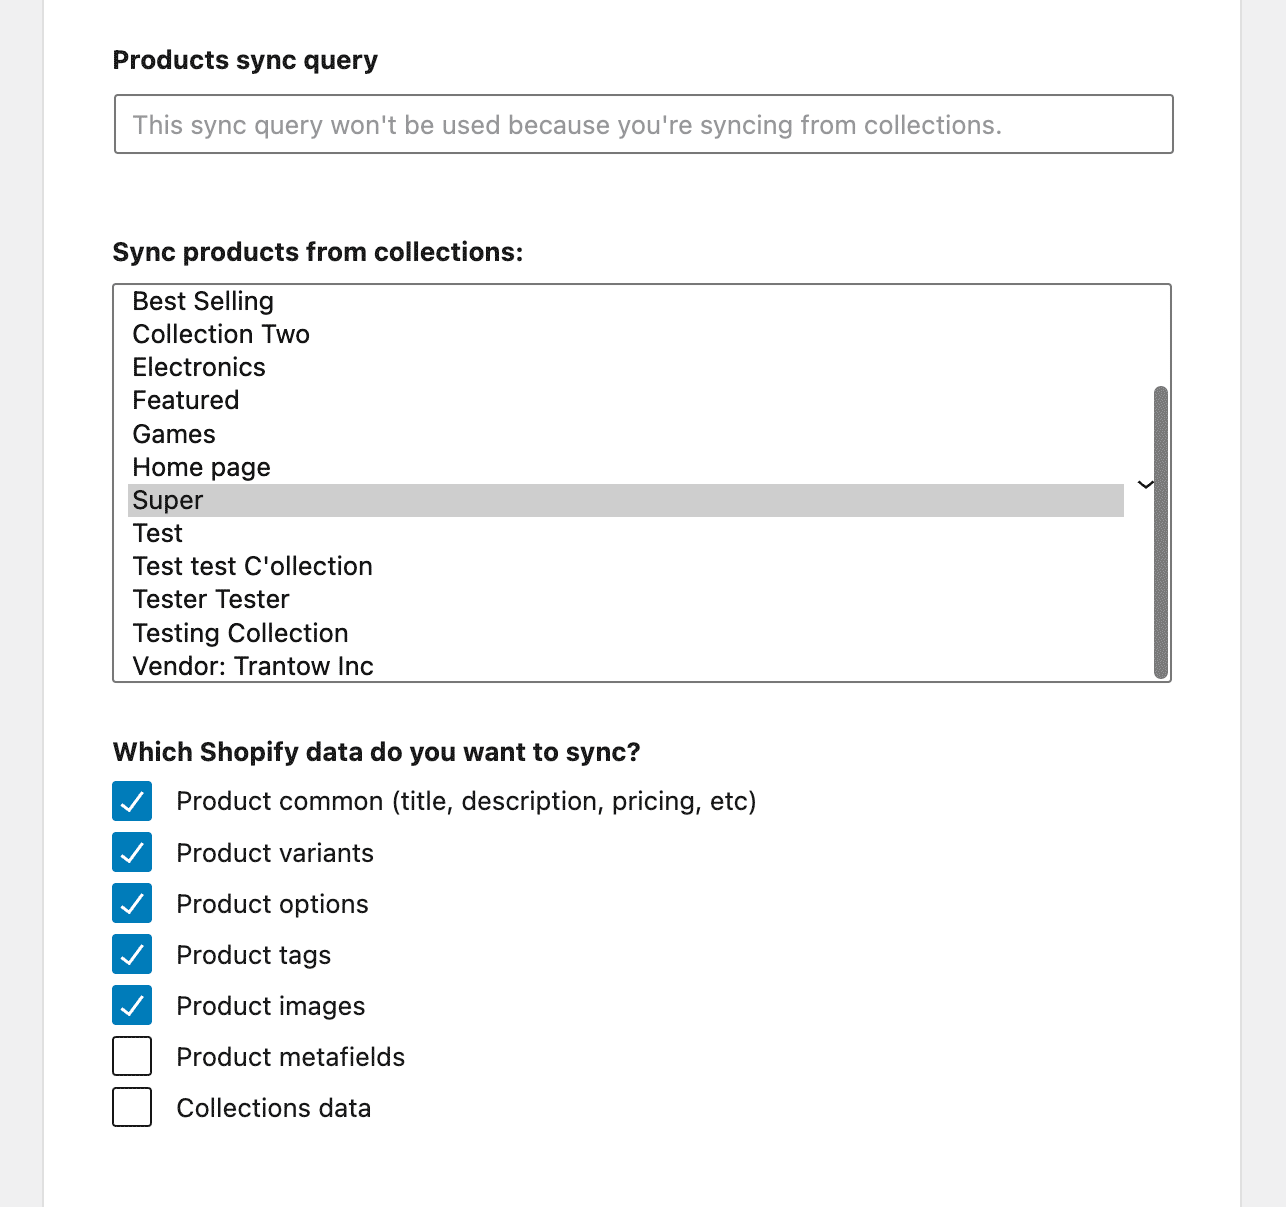 Products sync query
This sync query won't be used because you're syncing from collections.
Sync products from collections:
Best Selling
Collection Two
Electronics
Featured
Games
Home page
Super
Test
Test test C'ollection
Tester Tester
Testing Collection
Vendor: Trantow Inc
Which Shopify data do you want to sync?
Product common (title, description, pricing, etc)
Product variants
Product options
Product tags
Product images
Product metafields
Collections data